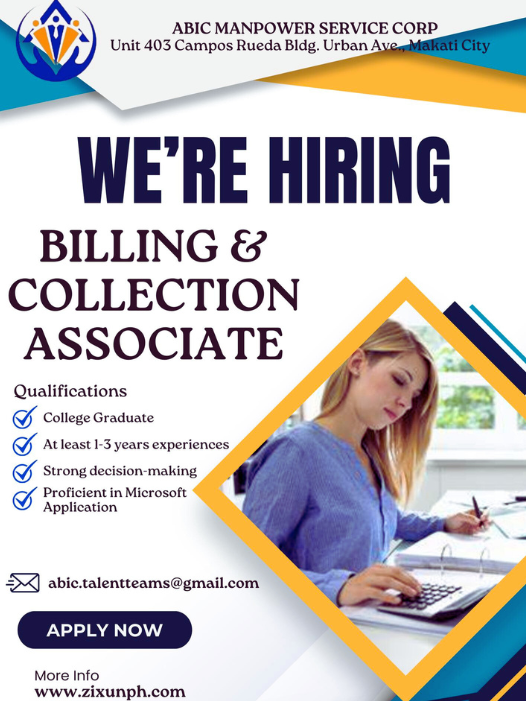 ABIC MANPOWER SERVICE CORP
Unit 403 Campos Rueda Bldg. Urban Ave., Makati City
WE'RE HIRING
BILLING &
COLLECTION
ASSOCIATE
Qualifications
College Graduate
At least 1-3 years experiences
Strong decision-making
Proficient in Microsoft
Application
abic.talentteams@gmail.com
APPLY NOW
More Info
www.zixunph.com